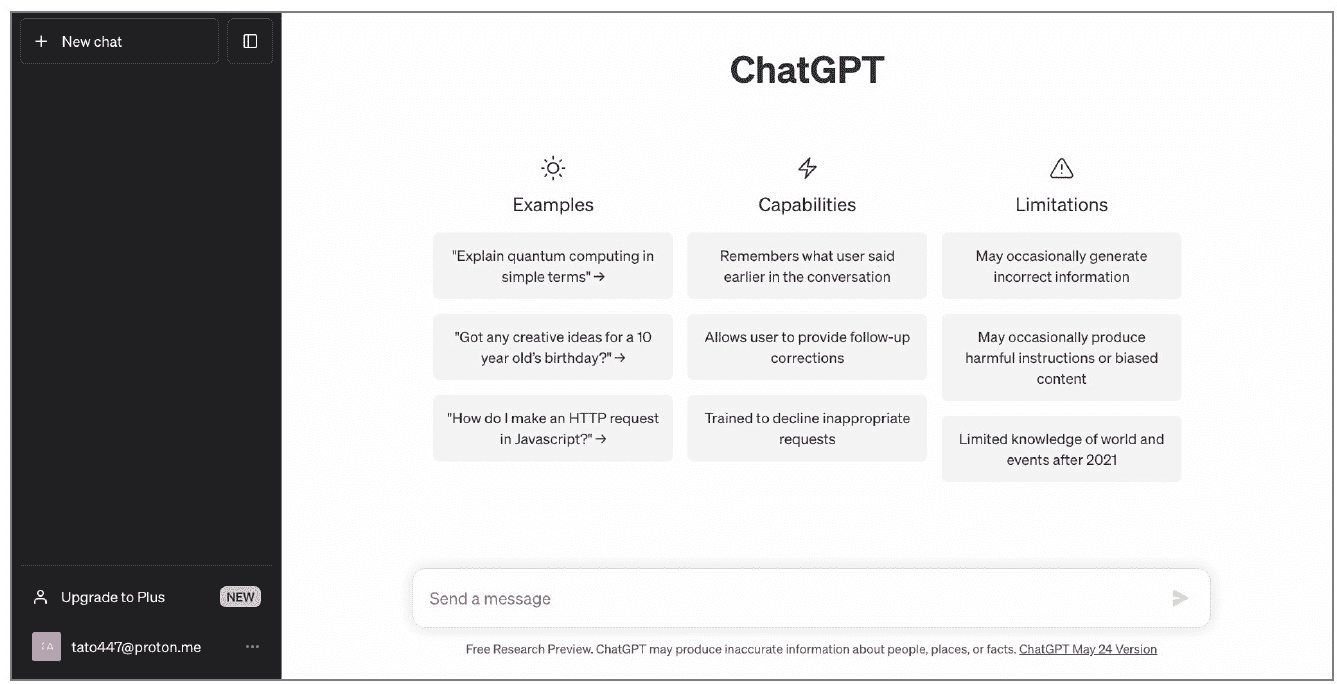 New chat
ChatGPT
Examples
"Explain quantum computing in
simple terms" →
"Got any creative ideas for a 10
year old's birthday?" →
"How do I make an HTTP request
in Javascript?" →
Capabilities
Remembers what user said
earlier in the conversation
Allows user to provide follow-up
corrections
Trained to decline inappropriate
requests
Limitations
May occasionally generate
incorrect information
May occasionally produce
harmful instructions or biased
content
Limited knowledge of world and
events after 2021
Upgrade to Plus NEW
tato447@proton.me
Send a message
Free Research Preview. ChatGPT may produce inaccurate information about people, places, or facts. ChatGPT May 24 Version